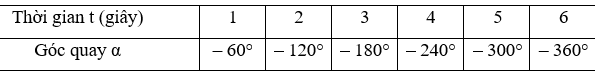 Thời gian t (giây) 1 2 3 4 5 6
Góc quay α – 60° – 120° – 180° – 240° – 300° – 360°